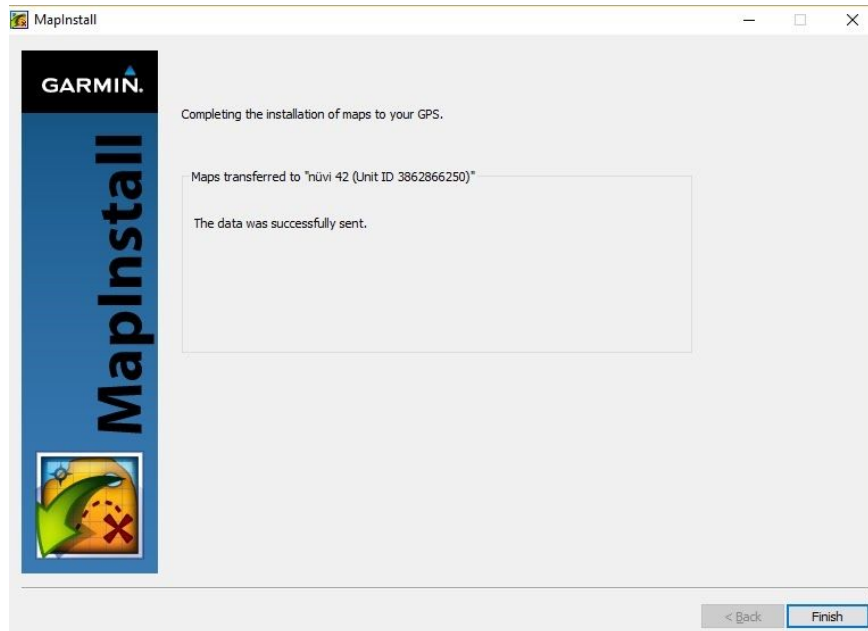 MapInstall
GARMIN.
MapInstall
Completing the installation of maps to your GPS.
Maps transferred to "nüvi 42 (Unit ID 3862866250)"
The data was successfully sent.
< Back
Finish